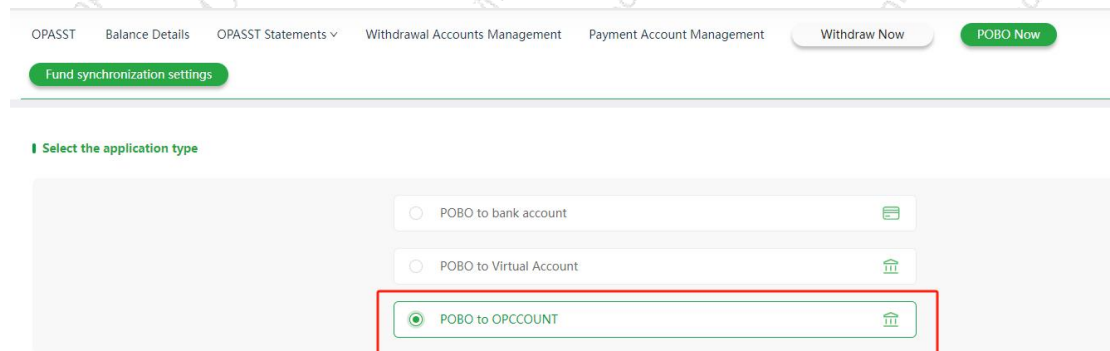 OPASST Balance Details OPASST Statements Withdrawal Accounts Management Payment Account Management Withdraw Now POBO Now
Fund synchronization settings
Select the application type
POBO to bank account
POBO to Virtual Account
POBO to OPCCOUNT